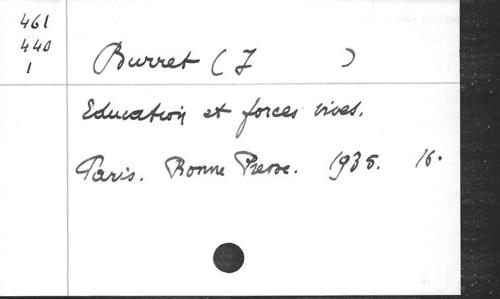 461
440
1
Burret ( J )
Education et forces vives.
Paris. Bonne Presse. 1935. 16.